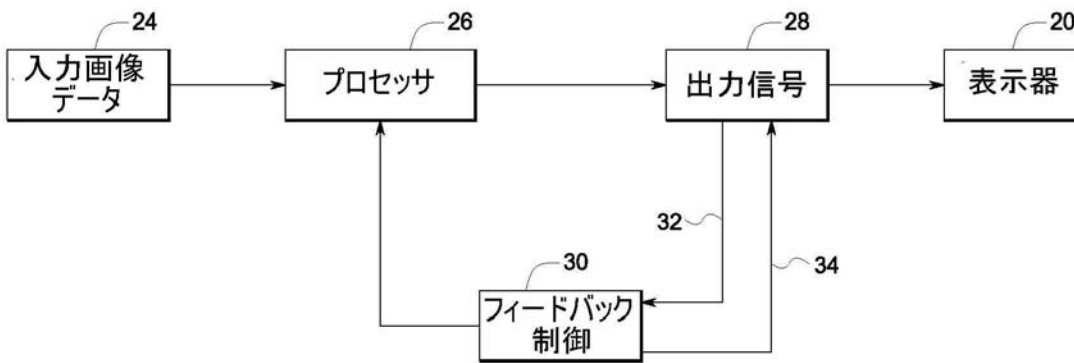 24
26
28
20
入力画像
データ
プロセッサ
出力信号
表示器
32
34
30
フィードバック
制御